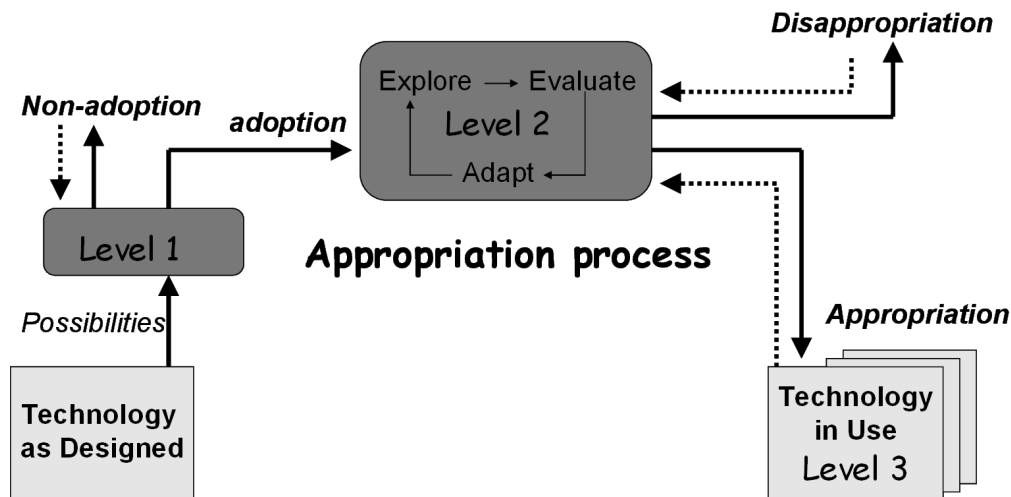 Disappropriation
Explore
Evaluate
Non-adoption
adoption
Level 2
Adapt
Level 1
Appropriation process
Possibilities
Appropriation
Technology
as Designed
Technology
in Use
Level 3